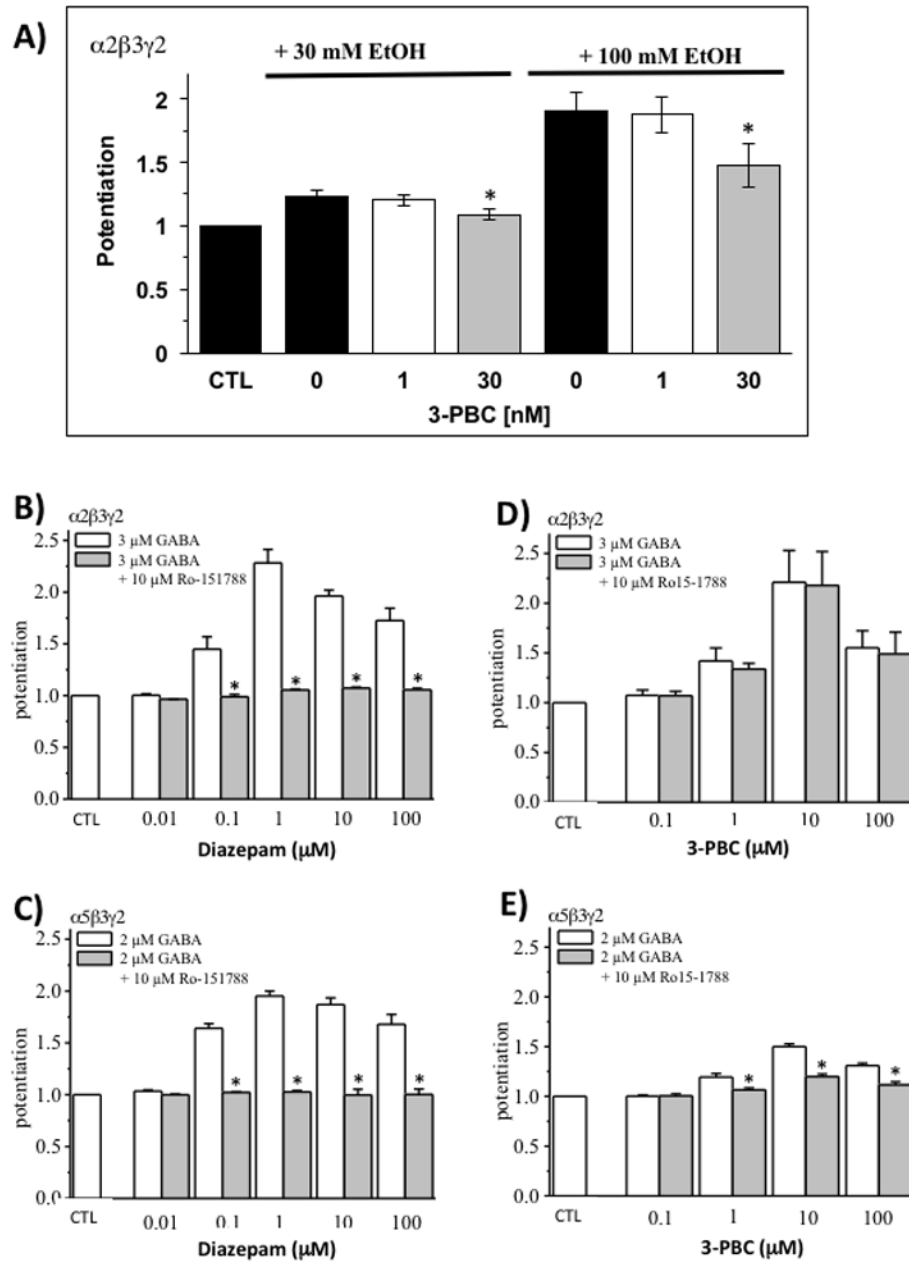 A)
α2β3γ2
+ 30 mM EtOH
+ 100 mM EtOH
Potentiation
2
1.5
1
0.5
0
*
*
CTL 0 1 30 0 1 30
3-PBC [nM]
B)
α2β3γ2
3 µM GABA
3 µM GABA
+ 10 µM Ro-151788
potentiation
2.5
2.0
1.5
1.0
0.5
0.0
* * * *
CTL 0.01 0.1 1 10 100
Diazepam (µM)
D)
α2β3γ2
3 µM GABA
3 µM GABA
+ 10 µM Ro15-1788
potentiation
2.5
2.0
1.5
1.0
0.5
0.0
CTL 0.1 1 10 100
3-PBC (µM)
C)
α5β3γ2
2 µM GABA
2 µM GABA
+ 10 µM Ro-151788
potentiation
2.5
2.0
1.5
1.0
0.5
0.0
* * * *
CTL 0.01 0.1 1 10 100
Diazepam (µM)
E)
α5β3γ2
2 µM GABA
2 µM GABA
+ 10 µM Ro15-1788
potentiation
2.5
2.0
1.5
1.0
0.5
0.0
* * *
CTL 0.1 1 10 100
3-PBC (µM)